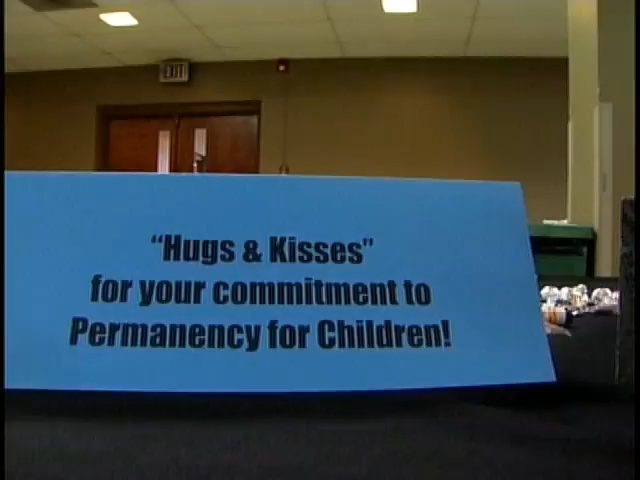 EXIT
“Hugs & Kisses”
for your commitment to
Permanency for Children!